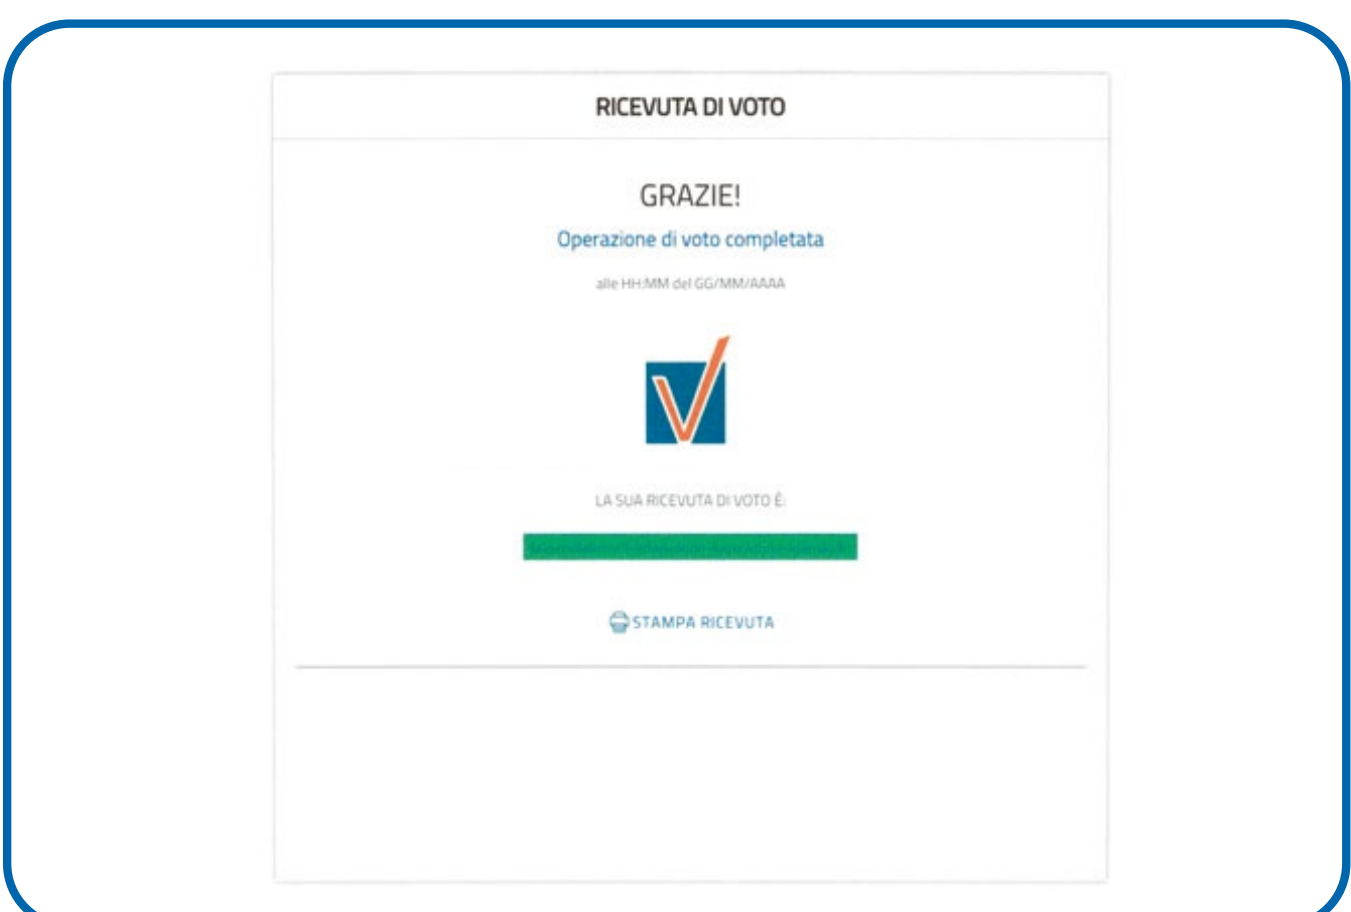 RICEVUTA DI VOTO
GRAZIE!
Operazione di voto completata
alle HH:MM del GG/MM/AAAA
LA SUA RICEVUTA DI VOTO È:
STAMPA RICEVUTA